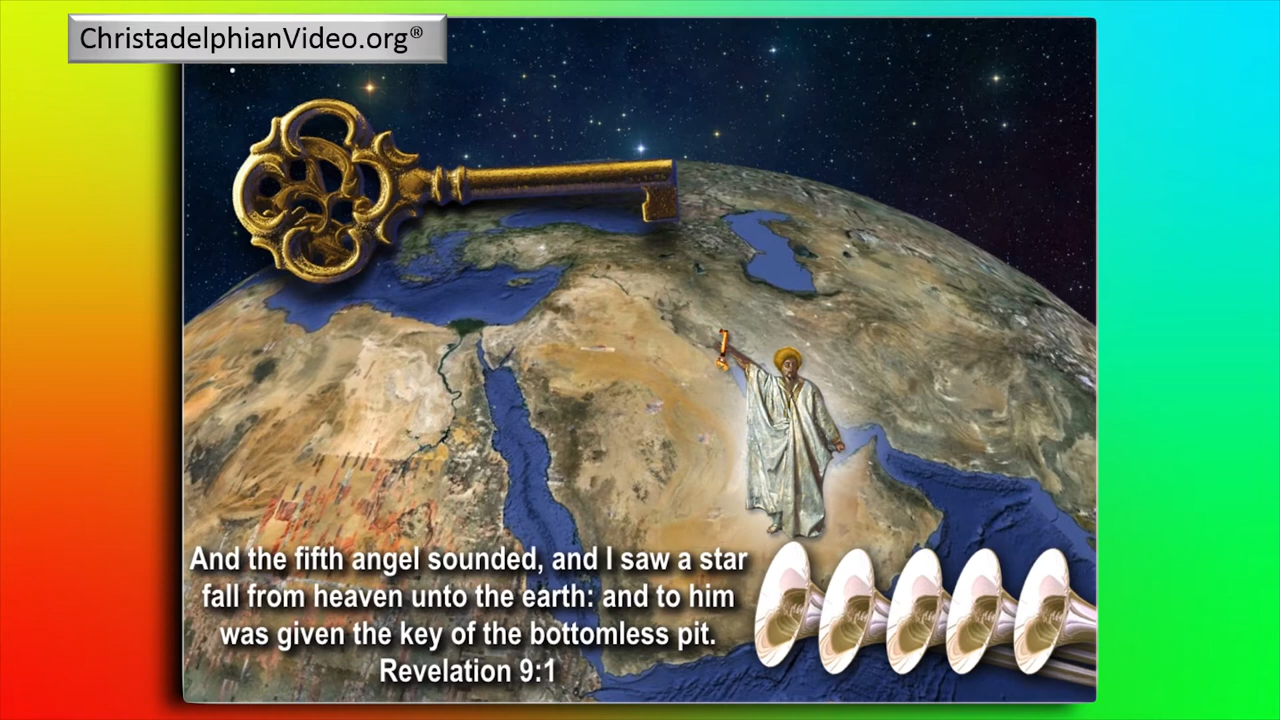 ChristadelphianVideo.org®
And the fifth angel sounded, and I saw a star
fall from heaven unto the earth: and to him
was given the key of the bottomless pit.
Revelation 9:1